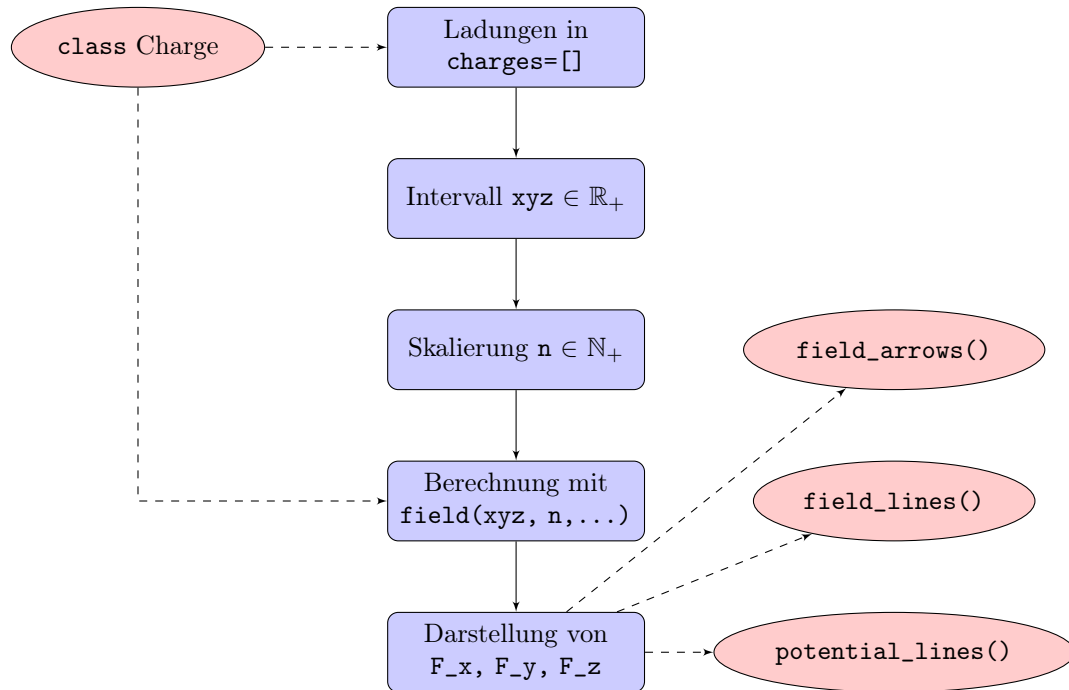 class Charge
Ladungen in
charges=[]
Intervall xyz ∈ ℝ₊
Skalierung n ∈ ℕ₊
field_arrows()
Berechnung mit
field(xyz, n,...)
field_lines()
Darstellung von
F_x, F_y, F_z
potential_lines()